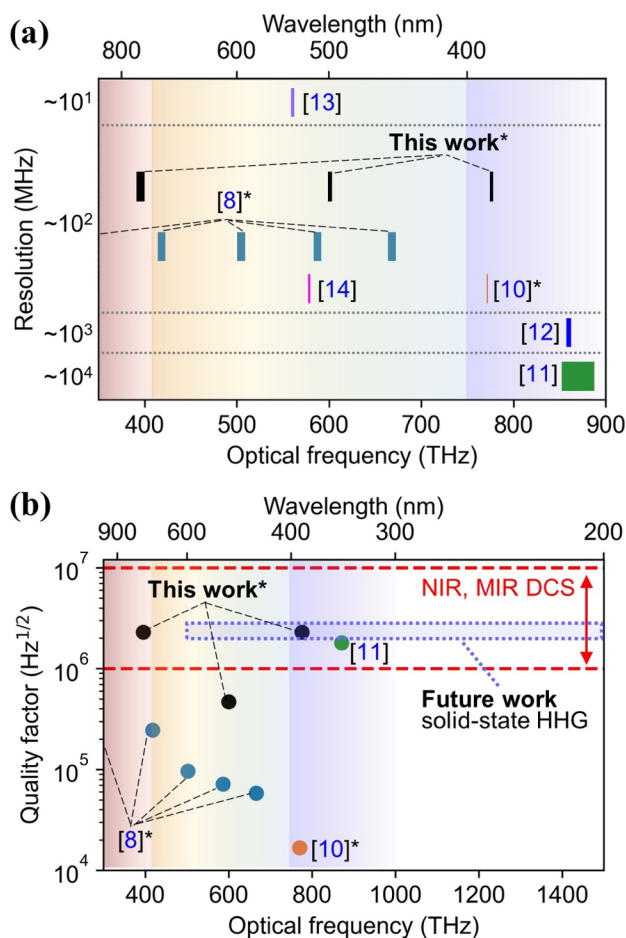 (a)
Wavelength (nm)
800 600 500 400
~10¹
[13]
This work*
[8]*
~10²
Resolution (MHz)
[14]
[10]*
~10³
[12]
~10⁴
[11]
400 500 600 700 800 900
Optical frequency (THz)
(b)
Wavelength (nm)
900 600 400 300 200
10⁷
This work*
NIR, MIR DCS
10⁶
[11]
Future work
solid-state HHG
Quality factor (Hz¹/²)
10⁵
[8]*
[10]*
10⁴
400 600 800 1000 1200 1400
Optical frequency (THz)